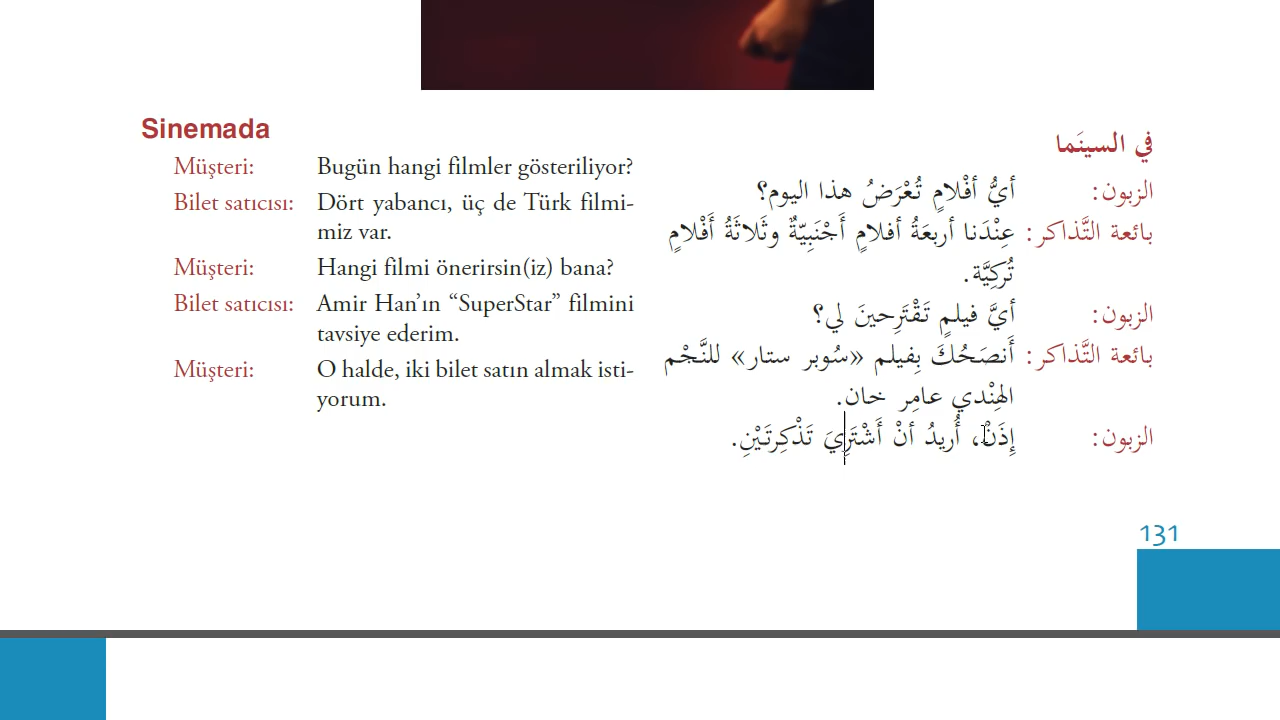 Sinemada
Müşteri: Bugün hangi filmler gösteriliyor?
Bilet satıcısı: Dört yabancı, üç de Türk filmi-
miz var.
Müşteri: Hangi filmi önerirsin(iz) bana?
Bilet satıcısı: Amir Han’ın “SuperStar” filmini
tavsiye ederim.
Müşteri: O halde, iki bilet satın almak isti-
yorum.
في السينَما
الزبون: أيُّ أفْلامٍ تُعْرَضُ هذا اليوم؟
بائعة التَّذاكر: عِنْدَنا أربعَةُ أفلامٍ أَجْنَبِيّةٌ وثَلاثَةُ أَفْلامٍ
تُركِيَّة.
الزبون: أيَّ فيلمٍ تَقْتَرِحينَ لي؟
بائعة التَّذاكر: أَنصَحُكَ بِفيلم «سُوبر ستار» للنَّجْم
الهِنْدي عامِر خان.
الزبون: إِذَنْ، أُريدُ أنْ أَشْتَرِيَ تَذْكِرتَـيْنِ.
131